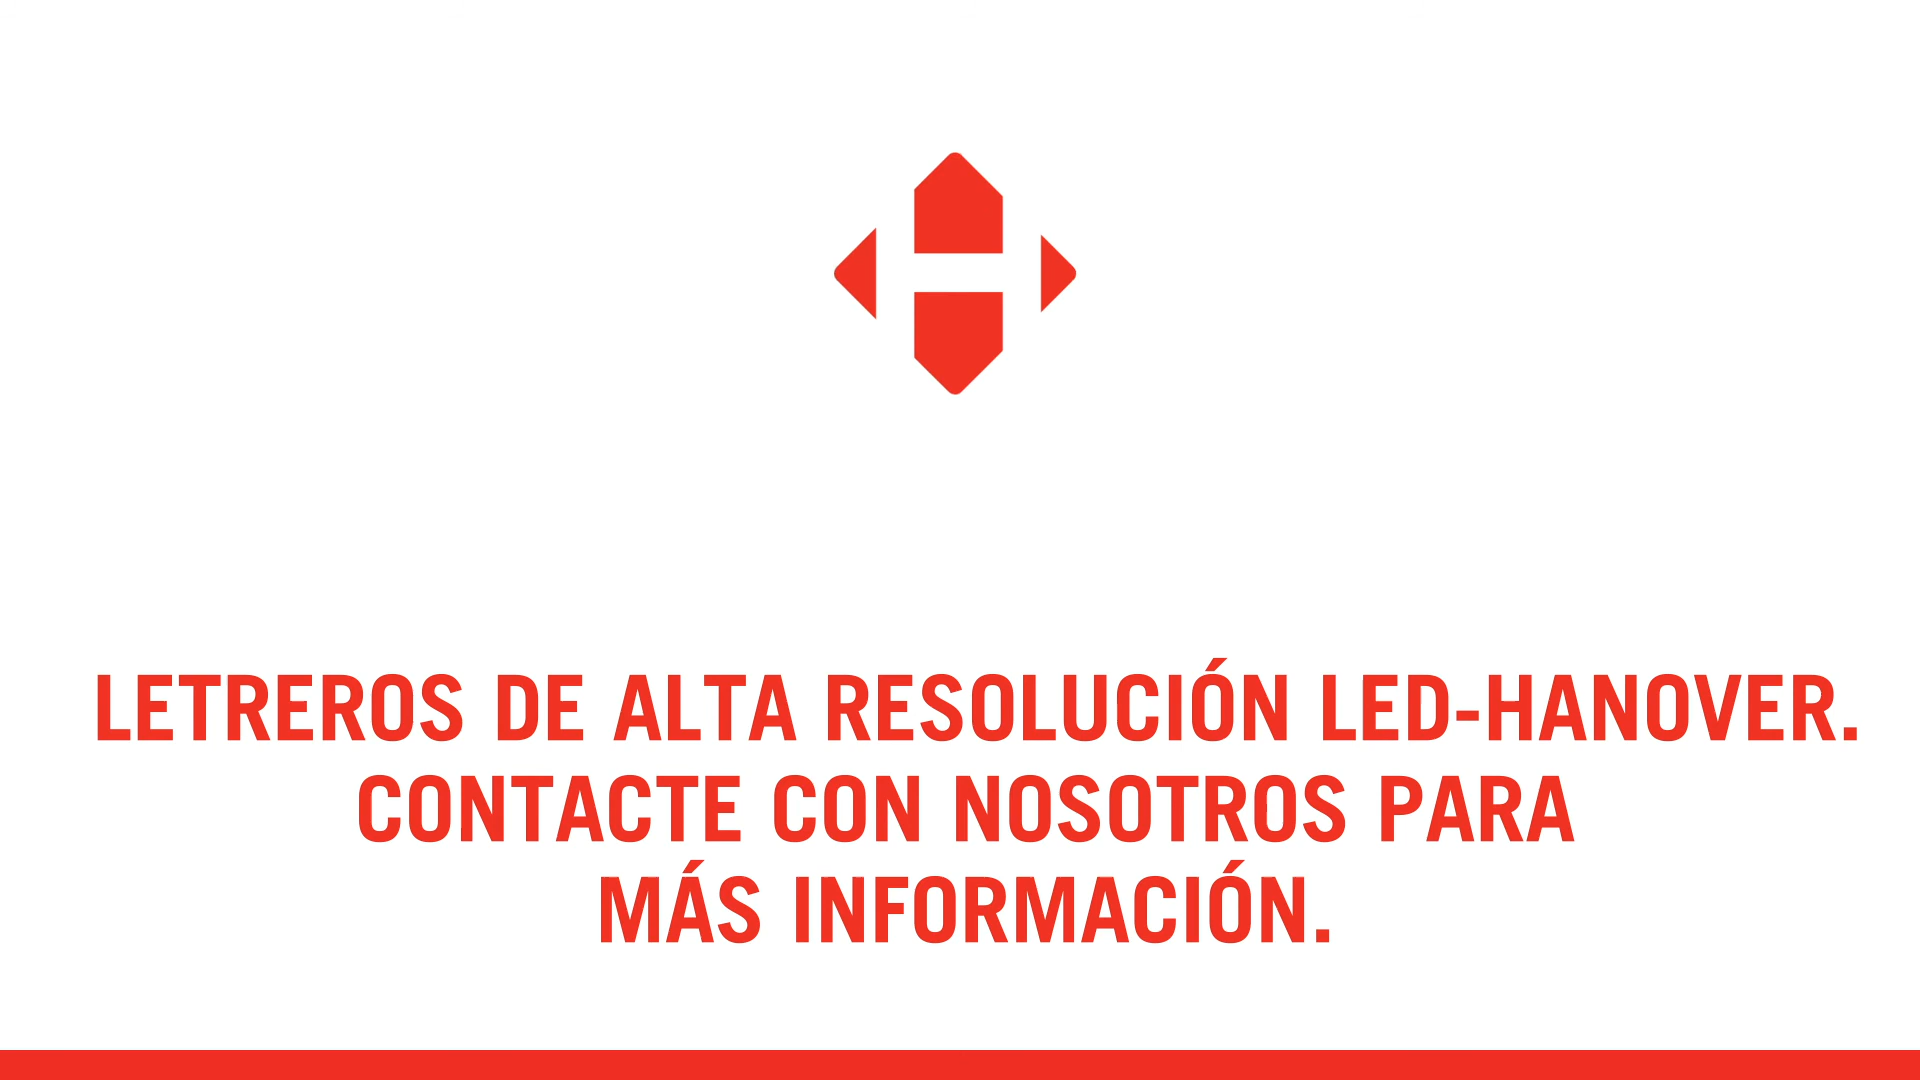 LETREROS DE ALTA RESOLUCIÓN LED-HANOVER.
CONTACTE CON NOSOTROS PARA
MÁS INFORMACIÓN.